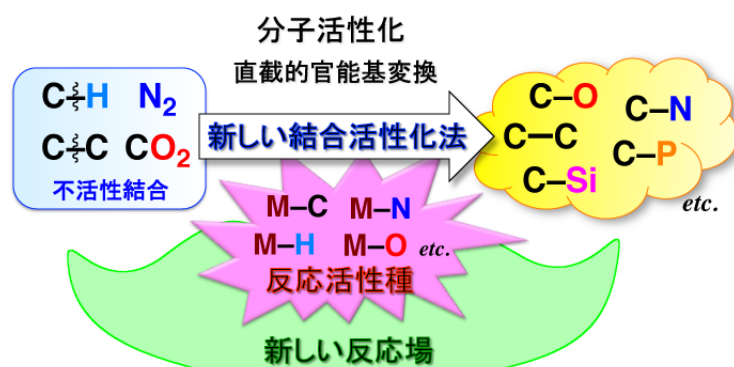 分子活性化
直截的官能基変換
C–H N₂
C–C CO₂
不活性結合
新しい結合活性化法
C–O
C–N
C–C
C–P
C–Si
etc.
M–C M–N
M–H M–O etc.
反応活性種
新しい反応場